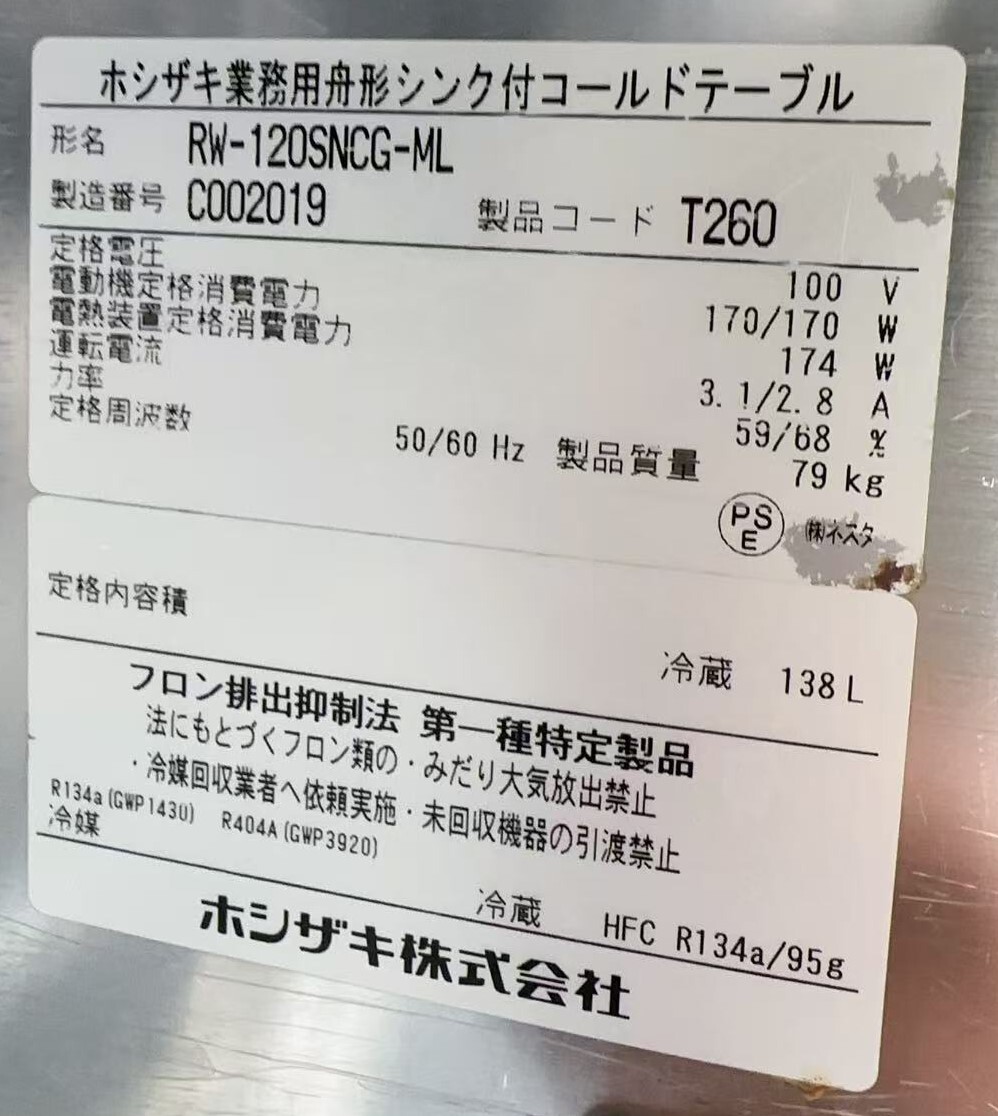 ホシザキ業務用舟形シンク付コールドテーブル
形名 RW-120SNCG-ML
製造番号 C002019 製品コード T260
定格電圧 100 V
電動機定格消費電力 170/170 W
電熱装置定格消費電力 174 W
運転電流 3.1/2.8 A
力率 59/68 %
定格周波数 50/60 Hz 製品質量 79 kg
PSE ㈱ネスタ
定格内容積
冷蔵 138 L
フロン排出抑制法 第一種特定製品
法にもとづくフロン類の・みだり大気放出禁止
・冷媒回収業者へ依頼実施・未回収機器の引渡禁止
R134a(GWP1430) R404A(GWP3920)
冷媒
冷蔵 HFC R134a/95g
ホシザキ株式会社